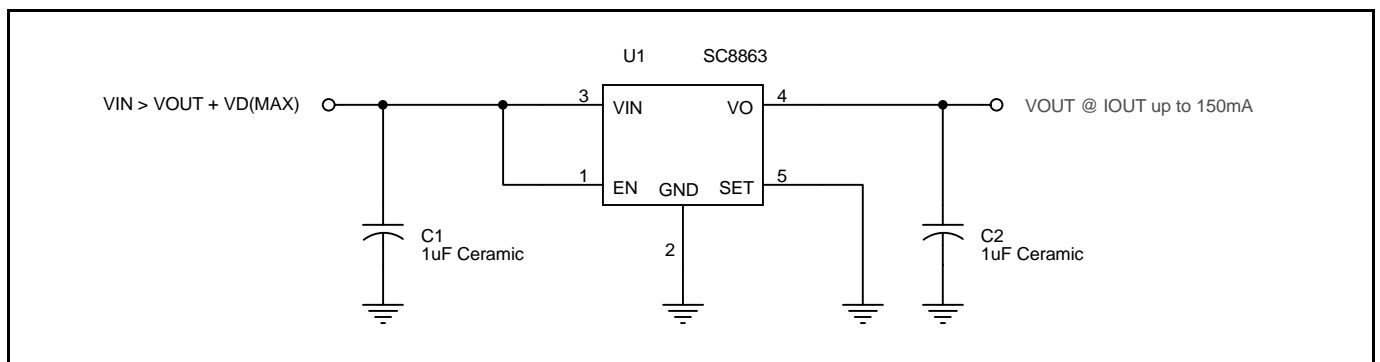 U1 SC8863
VIN > VOUT + VD(MAX)
3
VIN
VO
4
VOUT @ IOUT up to 150mA
1
EN
GND
SET
5
2
C1
1uF Ceramic
C2
1uF Ceramic